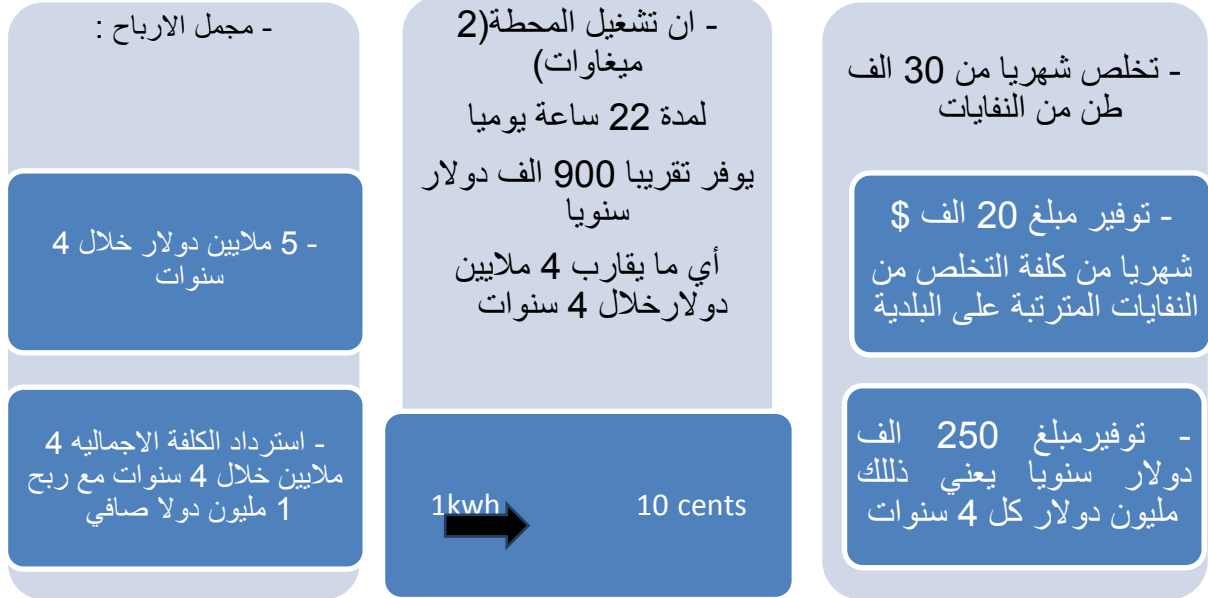 - تخلص شهريا من 30 الف
طن من النفايات
- توفير مبلغ 20 الف $
شهريا من كلفة التخلص من
النفايات المترتبة على البلدية
- توفيرمبلغ 250 الف
دولار سنويا يعني ذللك
مليون دولار كل 4 سنوات
- ان تشغيل المحطة(2
ميغاوات)
لمدة 22 ساعة يوميا
يوفر تقريبا 900 الف دولار
سنويا
أي ما يقارب 4 ملايين
دولارخلال 4 سنوات
1kwh 10 cents
- مجمل الارباح :
- 5 ملايين دولار خلال 4
سنوات
- استرداد الكلفة الاجماليه 4
ملايين خلال 4 سنوات مع ربح
1 مليون دولا صافي